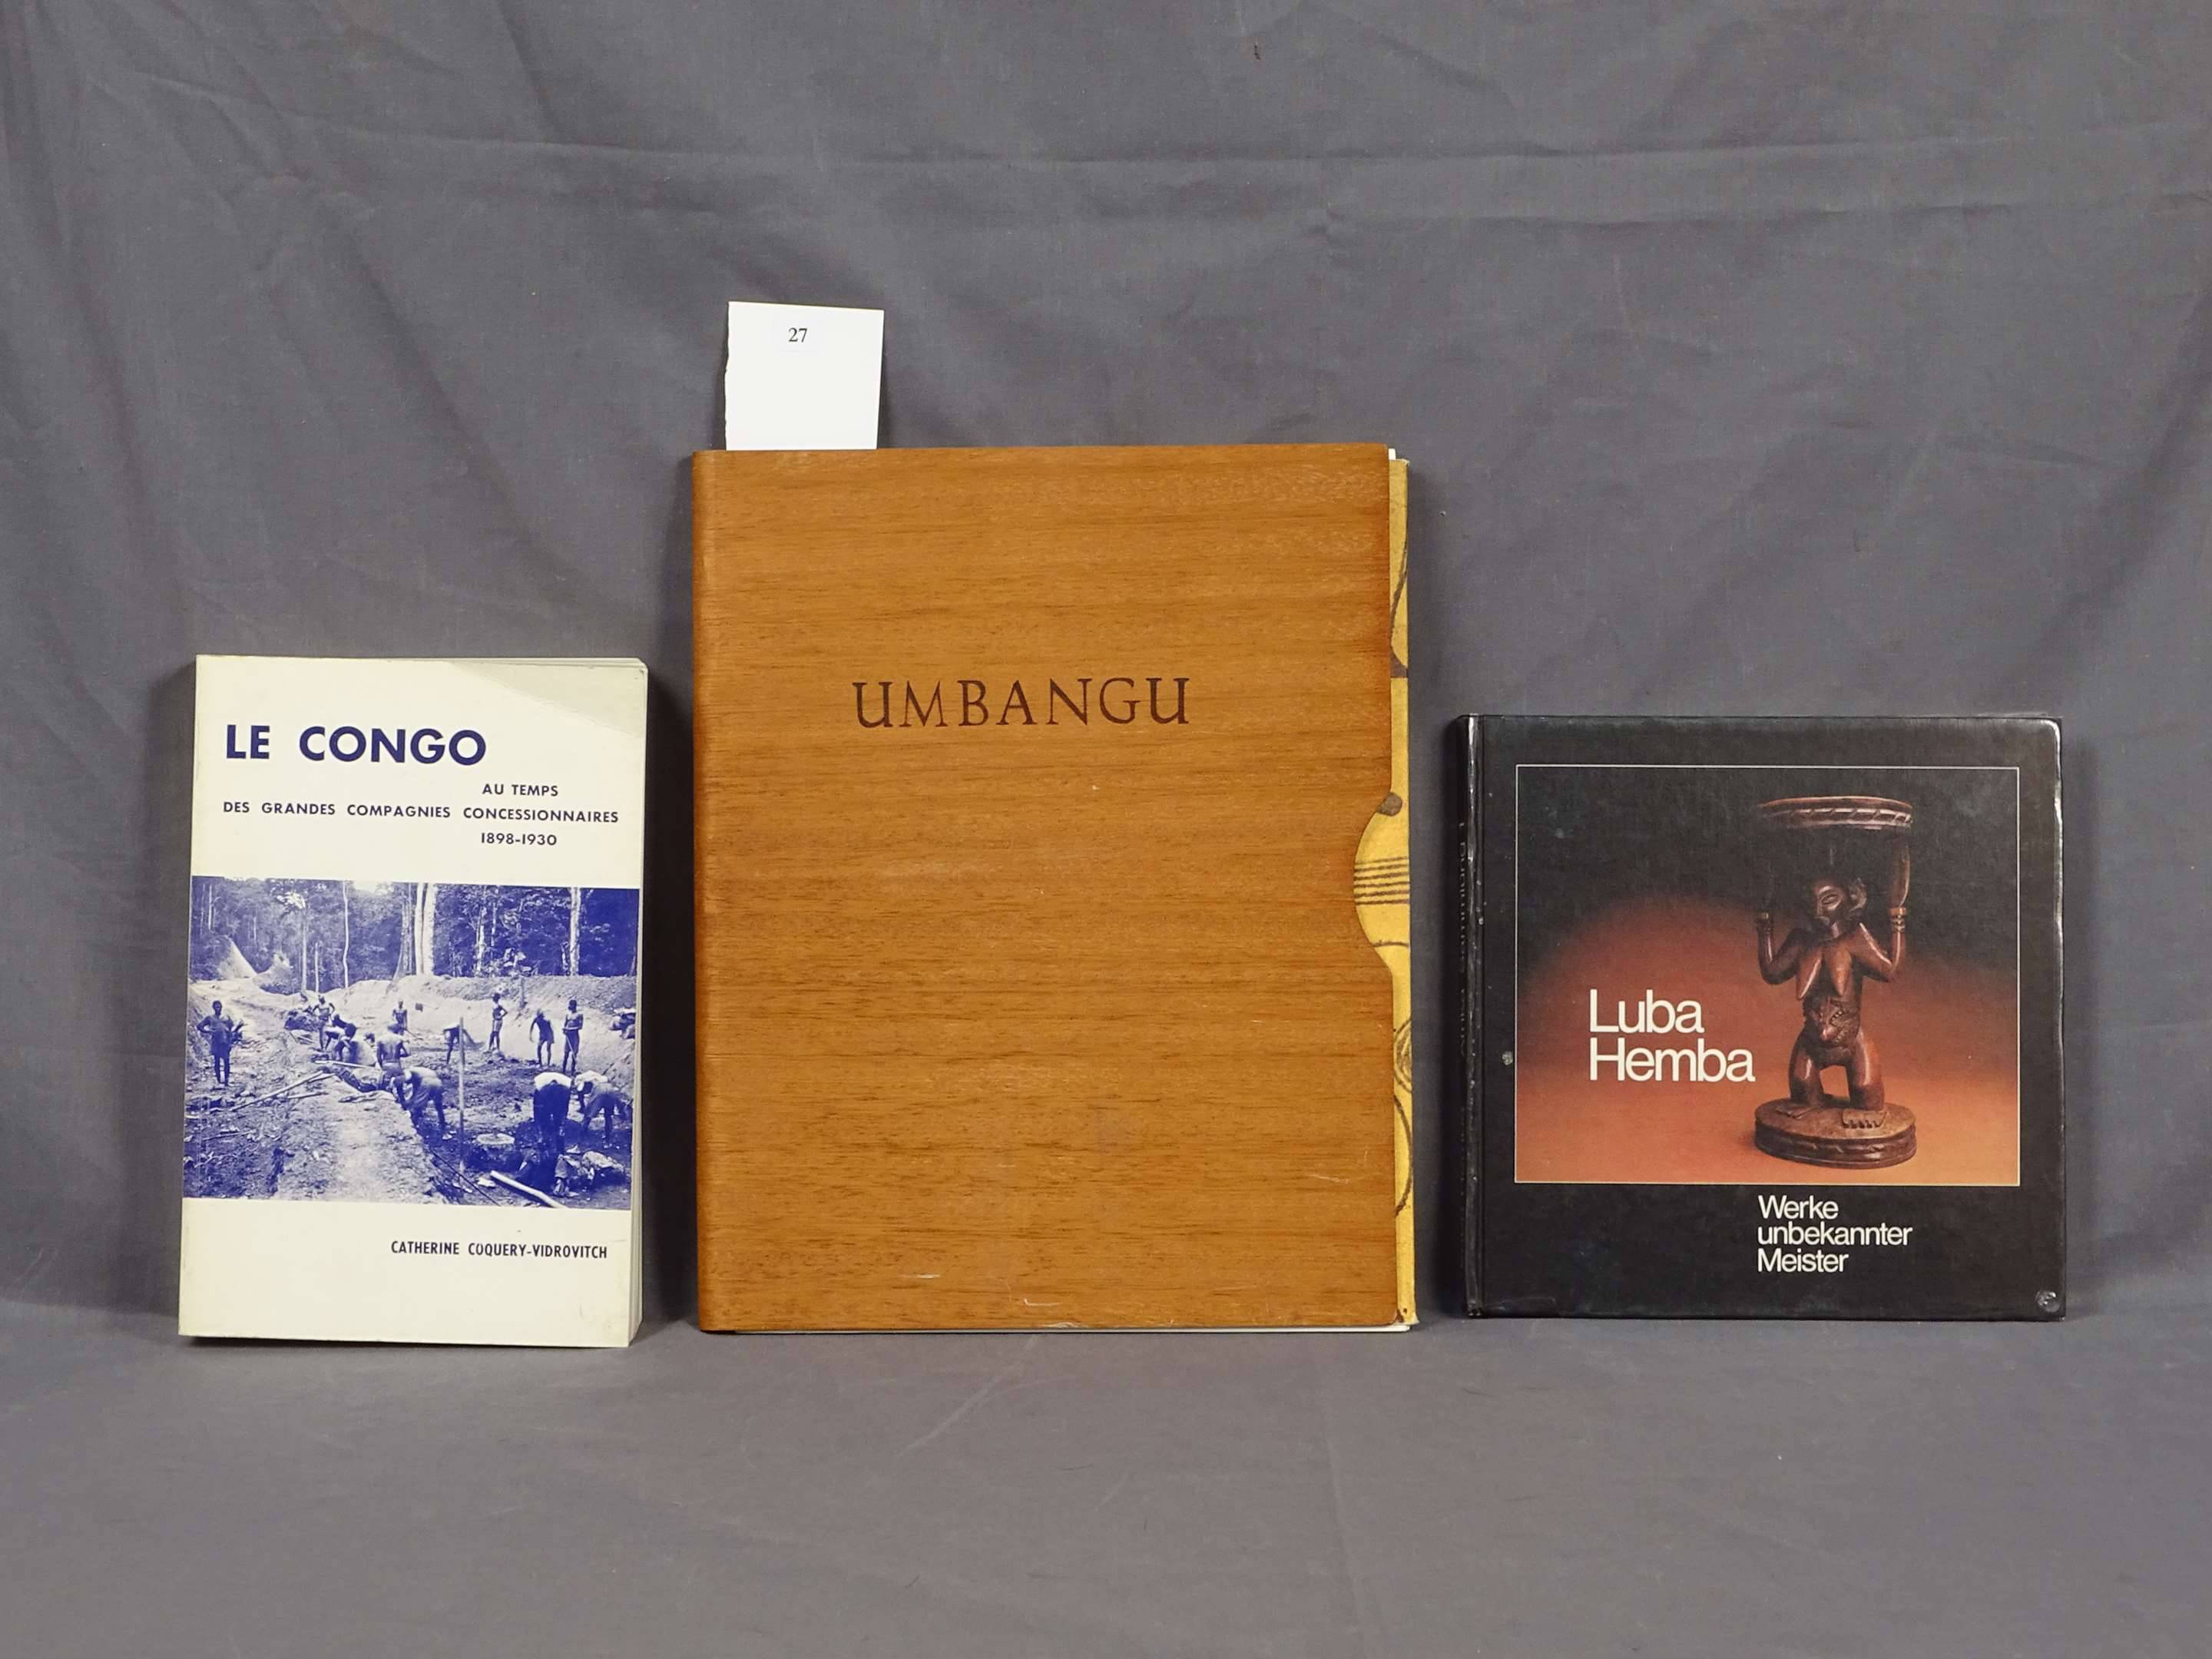 27
LE CONGO
AU TEMPS
DES GRANDES COMPAGNIES CONCESSIONNAIRES
1898-1930
CATHERINE COQUERY-VIDROVITCH
UMBANGU
Luba
Hemba
Werke
unbekannter
Meister